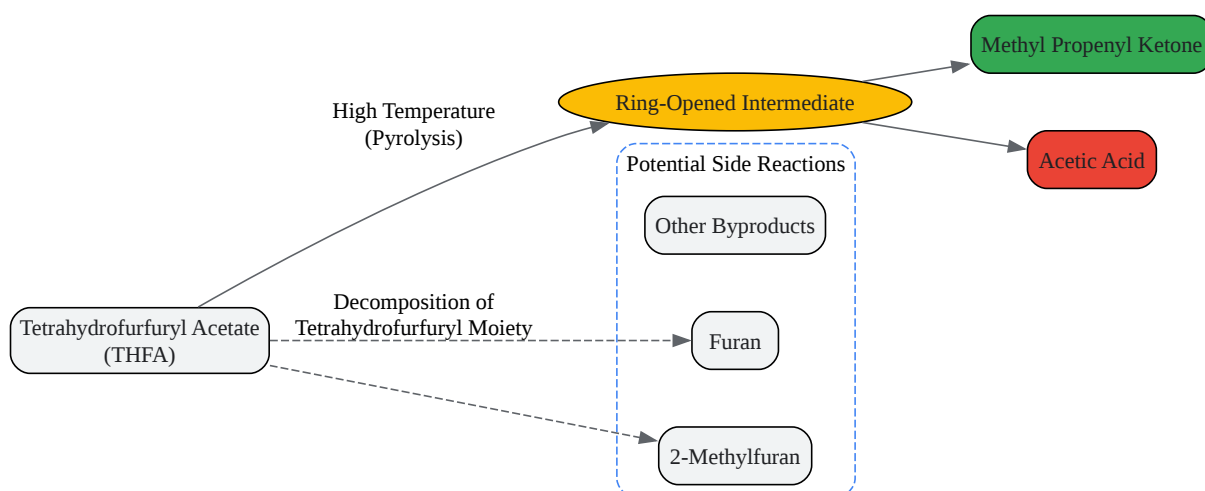 Methyl Propenyl Ketone
High Temperature
(Pyrolysis)
Ring-Opened Intermediate
Acetic Acid
Potential Side Reactions
Other Byproducts
Decomposition of
Tetrahydrofurfuryl Moiety
Tetrahydrofurfuryl Acetate
(THFA)
Furan
2-Methylfuran